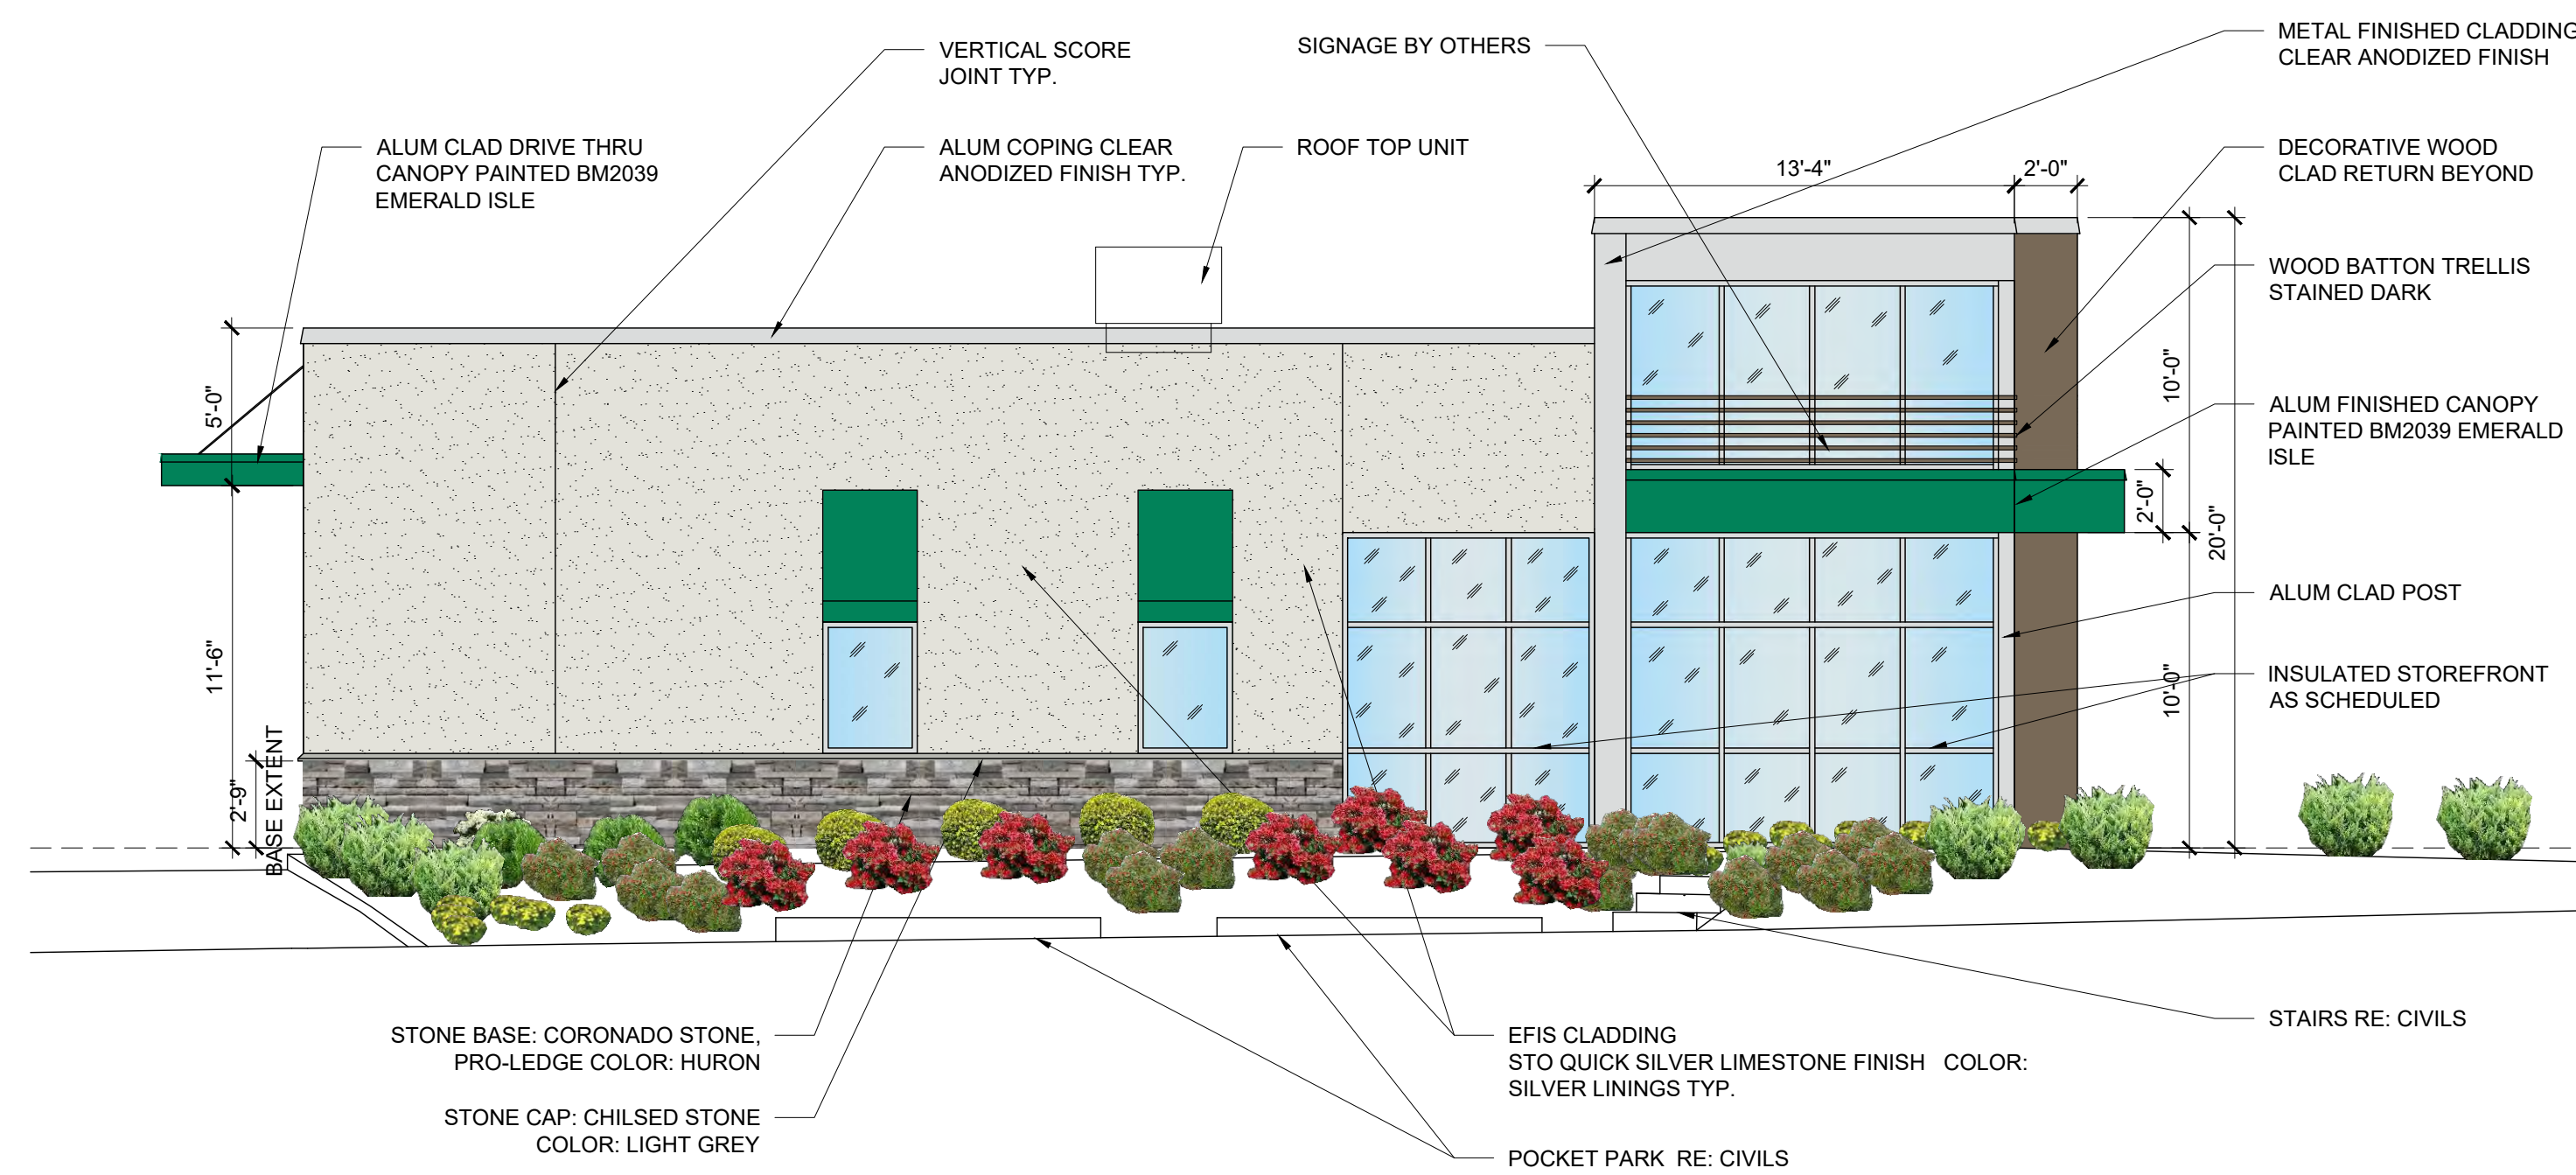 VERTICAL SCORE
JOINT TYP.
SIGNAGE BY OTHERS
METAL FINISHED CLADDING
CLEAR ANODIZED FINISH
ALUM CLAD DRIVE THRU
CANOPY PAINTED BM2039
EMERALD ISLE
ALUM COPING CLEAR
ANODIZED FINISH TYP.
ROOF TOP UNIT
DECORATIVE WOOD
CLAD RETURN BEYOND
13'-4"
2'-0"
WOOD BATTON TRELLIS
STAINED DARK
5'-0"
10'-0"
ALUM FINISHED CANOPY
PAINTED BM2039 EMERALD
ISLE
2'-0"
20'-0"
ALUM CLAD POST
11'-6"
10'-0"
INSULATED STOREFRONT
AS SCHEDULED
2'-9"
BASE EXTENT
STONE BASE: CORONADO STONE,
PRO-LEDGE COLOR: HURON
STONE CAP: CHILSED STONE
COLOR: LIGHT GREY
EFIS CLADDING
STO QUICK SILVER LIMESTONE FINISH COLOR:
SILVER LININGS TYP.
POCKET PARK RE: CIVILS
STAIRS RE: CIVILS